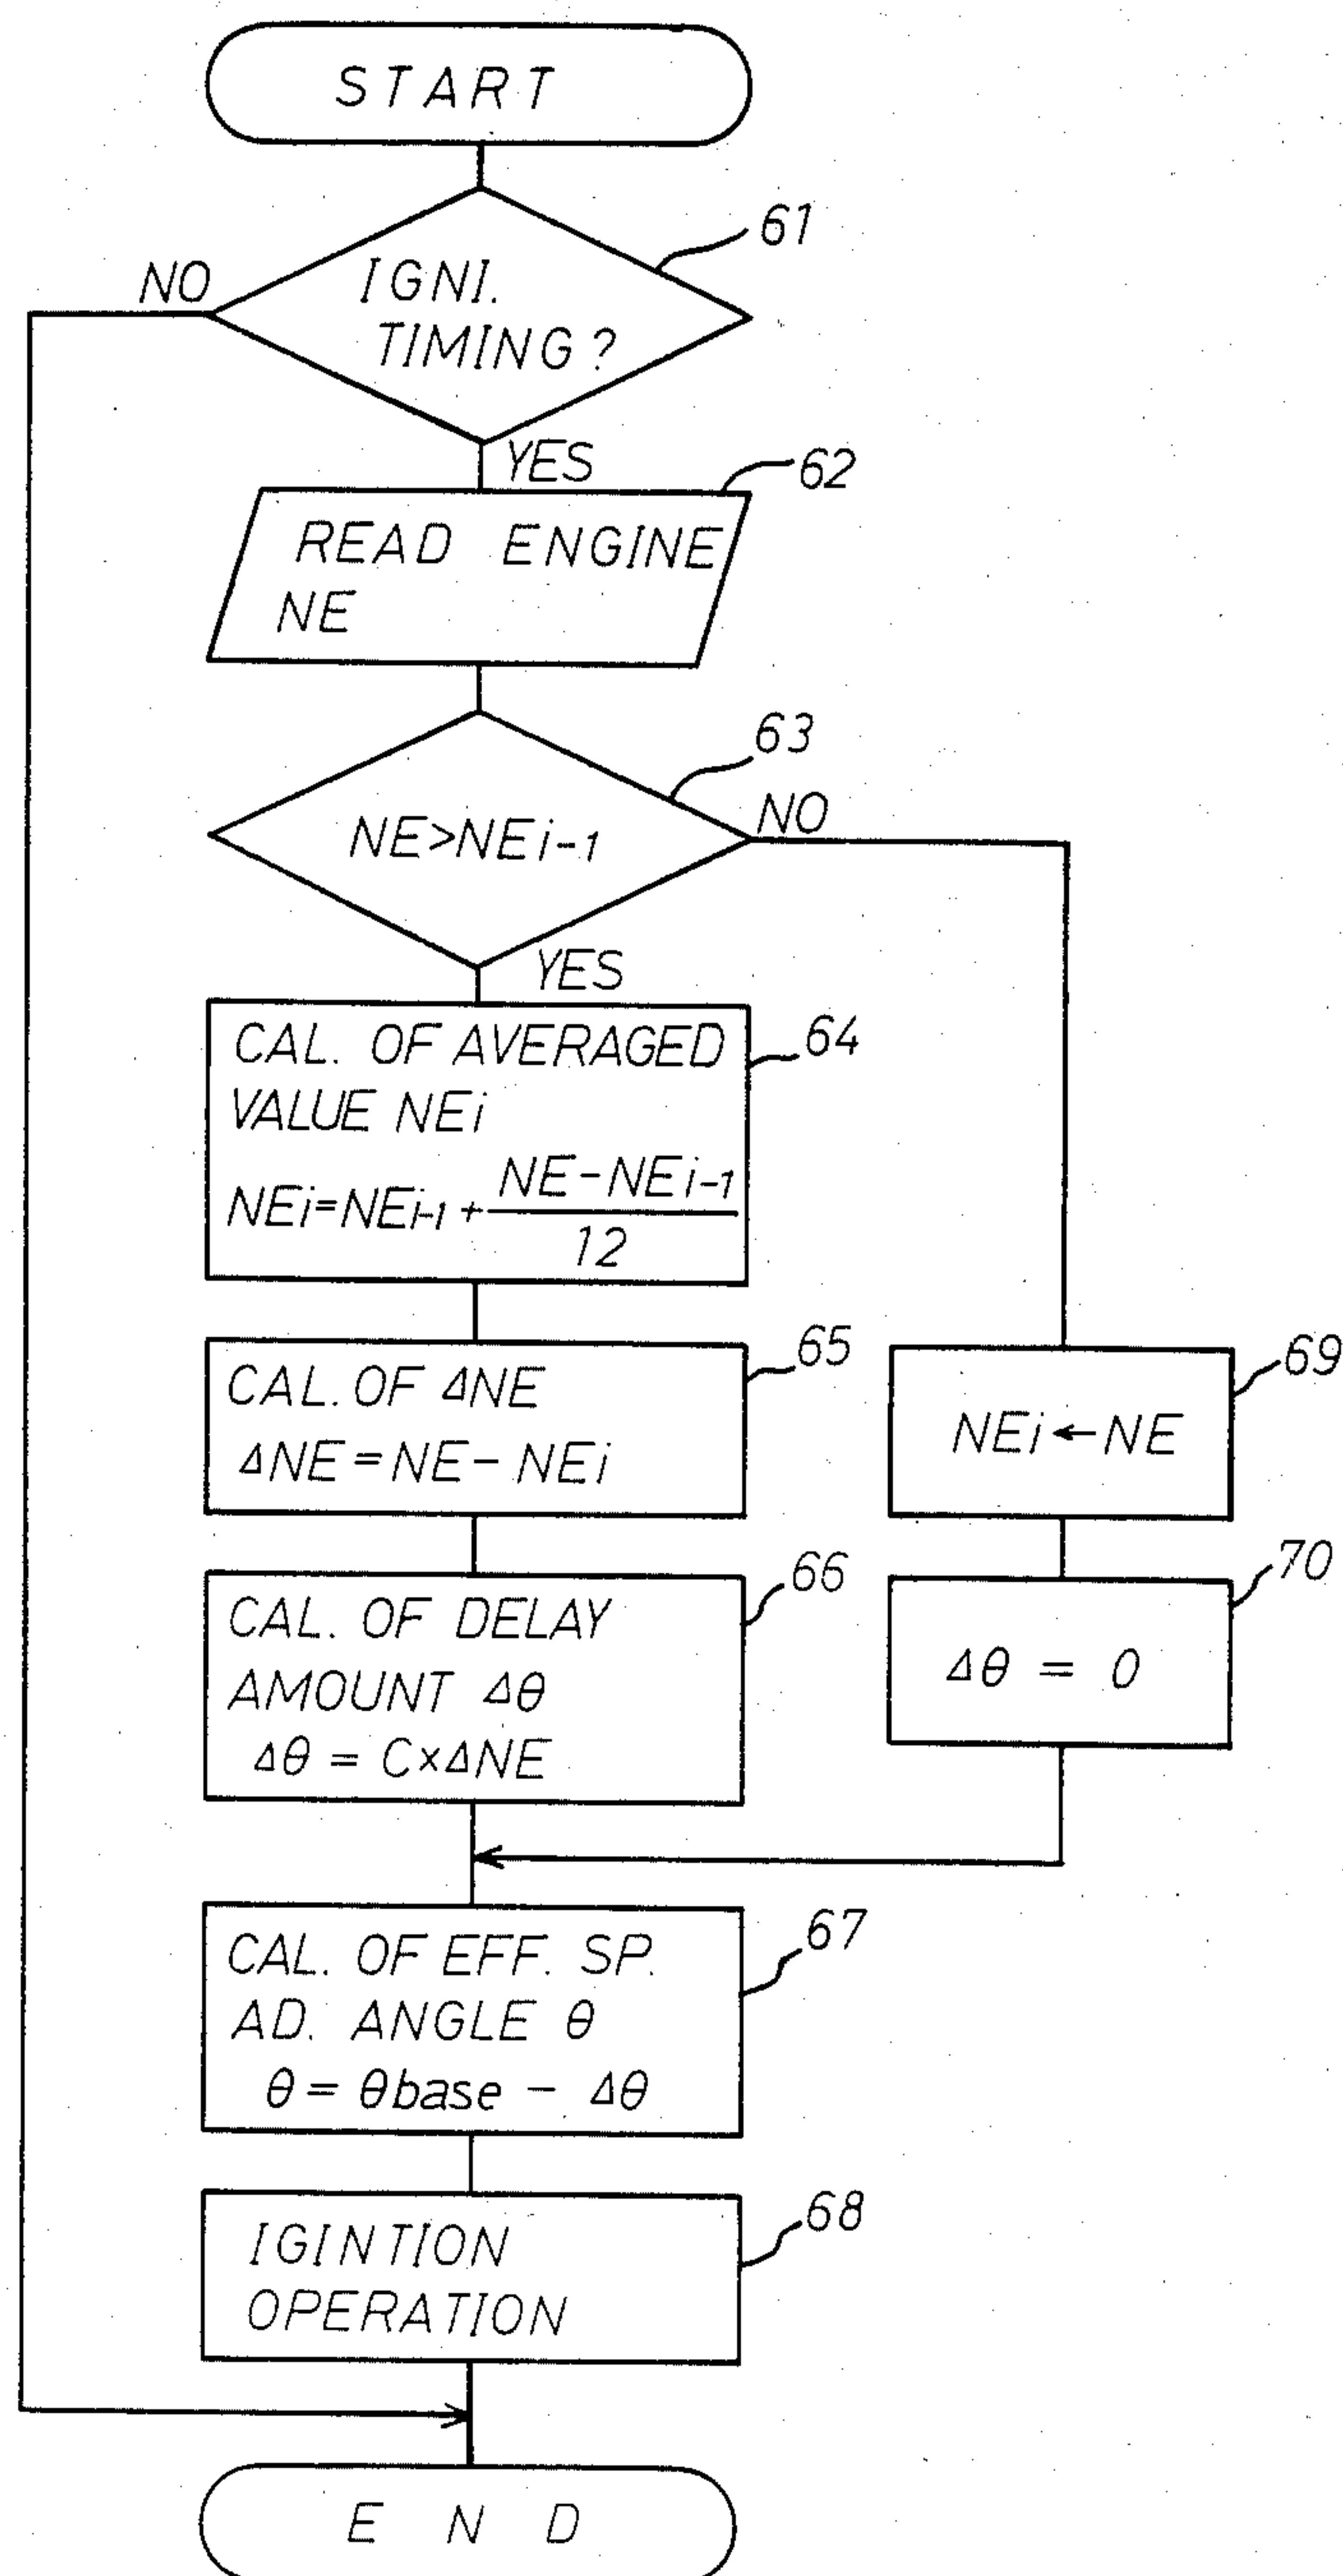 START
61
NO
IGNI.
TIMING?
YES
62
READ ENGINE
NE
63
NO
NE>NEi-1
YES
64
CAL. OF AVERAGED
VALUE NEi
NEi=NEi-1+(NE-NEi-1)/12
65
CAL. OF ΔNE
ΔNE=NE-NEi
69
NEi←NE
66
CAL. OF DELAY
AMOUNT Δθ
Δθ = C×ΔNE
70
Δθ = 0
67
CAL. OF EFF. SP.
AD. ANGLE θ
θ = θbase - Δθ
68
IGINTION
OPERATION
END